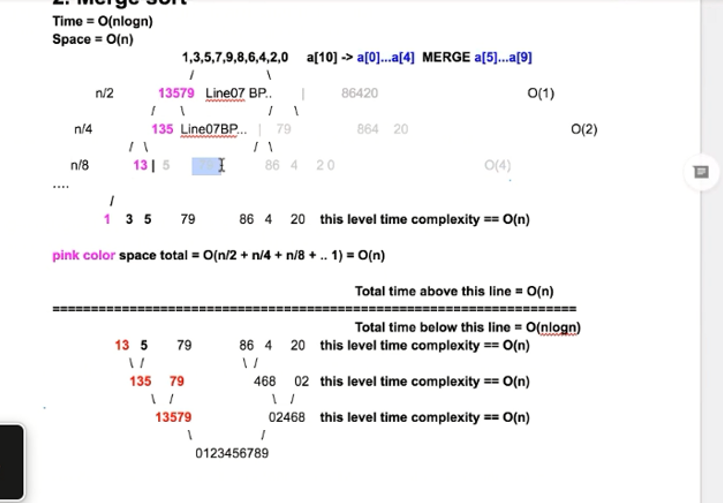 2. Merge sort
Time = O(nlogn)
Space = O(n)
1,3,5,7,9,8,6,4,2,0 a[10] -> a[0]...a[4] MERGE a[5]...a[9]
/ \
n/2 13579 Line07 BP.. | 86420 O(1)
/ \ / \
n/4 135 Line07BP... | 79 864 20 O(2)
/ \ / \
n/8 13 | 5 86 4 2 0 O(4)
....
/
1 3 5 79 86 4 20 this level time complexity == O(n)
pink color space total = O(n/2 + n/4 + n/8 + .. 1) = O(n)
Total time above this line = O(n)
==========================================================================
Total time below this line = O(nlogn)
13 5 79 86 4 20 this level time complexity == O(n)
\ / \ /
135 79 468 02 this level time complexity == O(n)
\ / \ /
13579 02468 this level time complexity == O(n)
\ /
0123456789